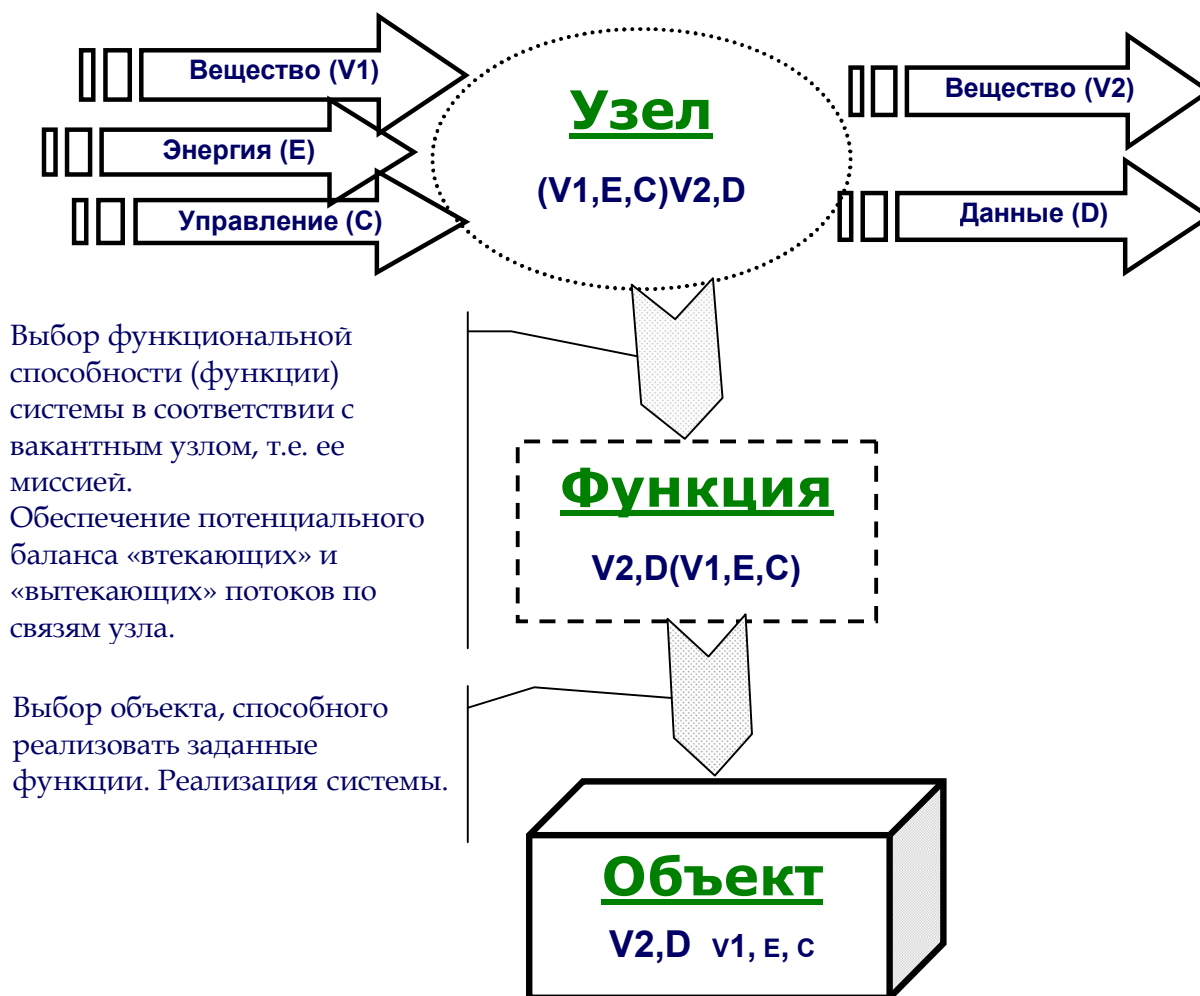 Вещество (V1)
Энергия (E)
Управление (C)
Узел
(V1,E,C)V2,D
Вещество (V2)
Данные (D)
Выбор функциональной
способности (функции)
системы в соответствии с
вакантным узлом, т.е. ее
миссией.
Обеспечение потенциального
баланса «втекающих» и
«вытекающих» потоков по
связям узла.
Функция
V2,D(V1,E,C)
Выбор объекта, способного
реализовать заданные
функции. Реализация системы.
Объект
V2,D V1, E, C